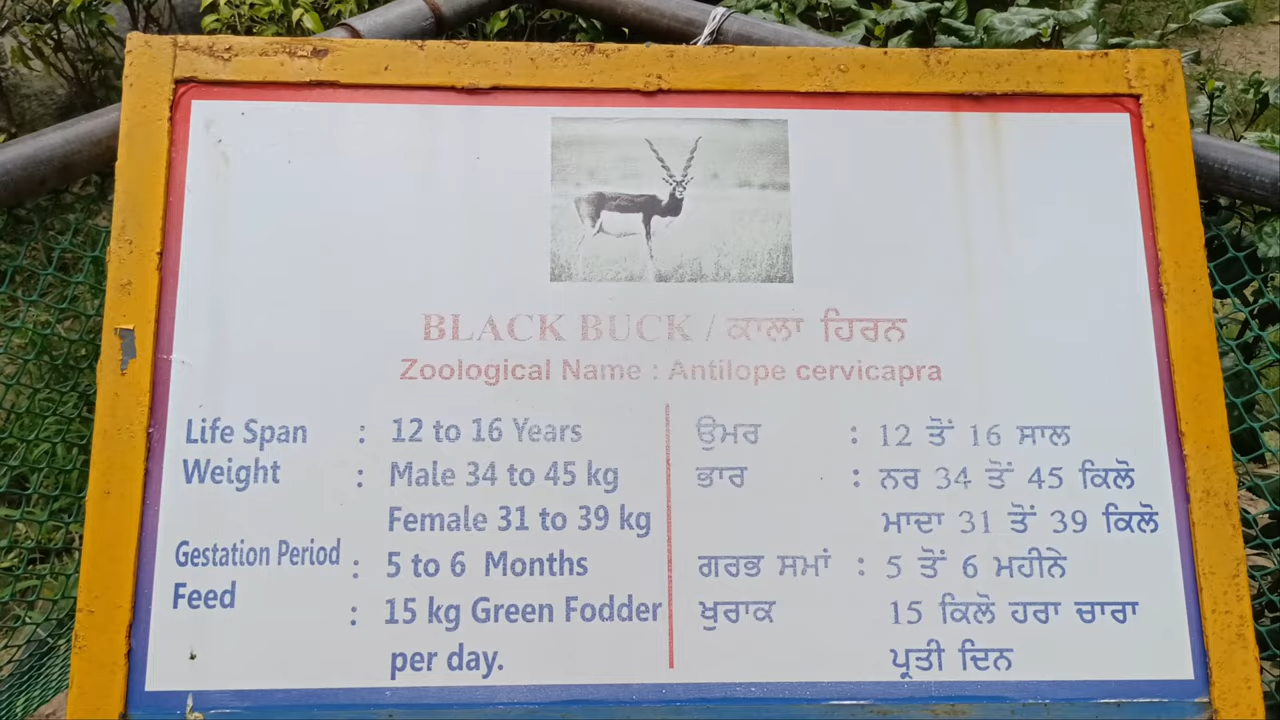 BLACK BUCK / ਕਾਲਾ ਹਿਰਨ
Zoological Name : Antilope cervicapra
Life Span : 12 to 16 Years
Weight : Male 34 to 45 kg
Female 31 to 39 kg
Gestation Period : 5 to 6 Months
Feed : 15 kg Green Fodder
per day.
ਉਮਰ : 12 ਤੋਂ 16 ਸਾਲ
ਭਾਰ : ਨਰ 34 ਤੋਂ 45 ਕਿਲੋ
ਮਾਦਾ 31 ਤੋਂ 39 ਕਿਲੋ
ਗਰਭ ਸਮਾਂ : 5 ਤੋਂ 6 ਮਹੀਨੇ
ਖੁਰਾਕ 15 ਕਿਲੋ ਹਰਾ ਚਾਰਾ
ਪ੍ਰਤੀ ਦਿਨ